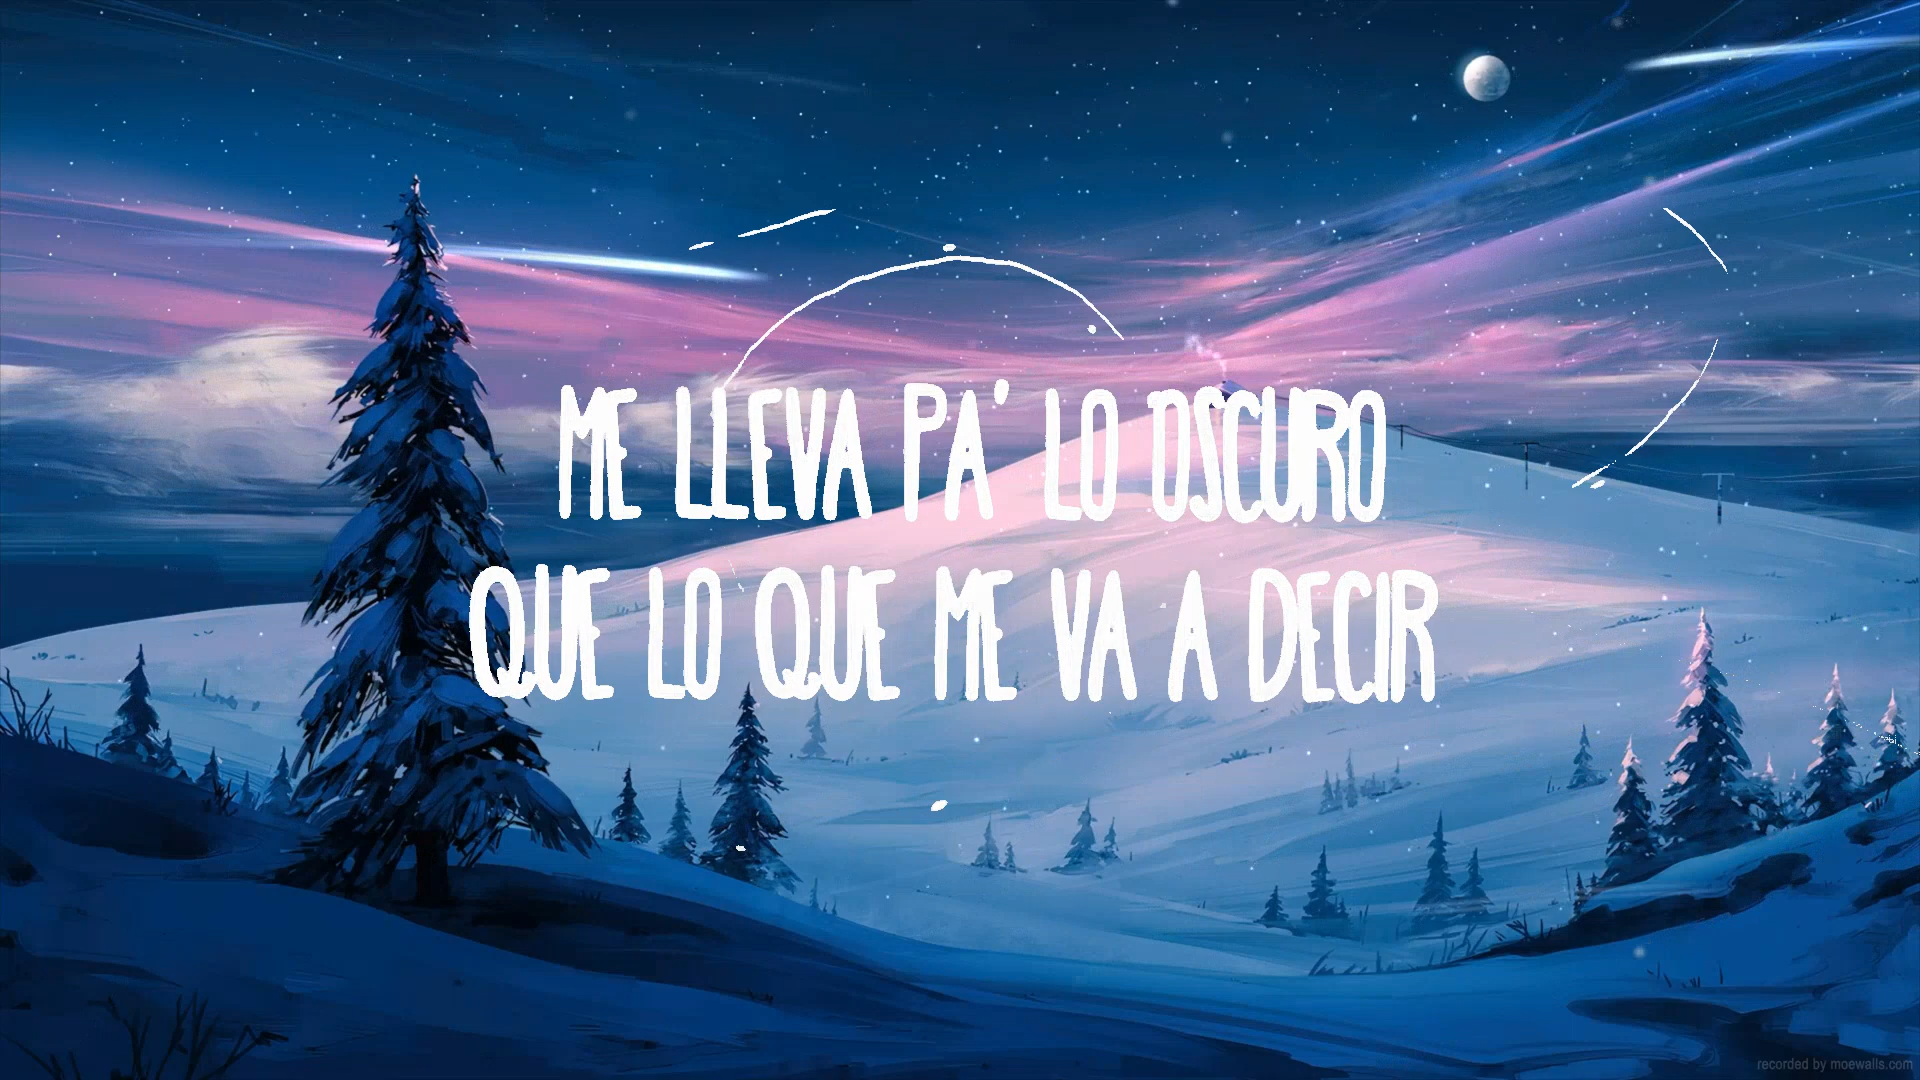 ME LLEVA PA' LO OSCURO
QUE LO QUE ME VA A DECIR
recorded by moewalls.com